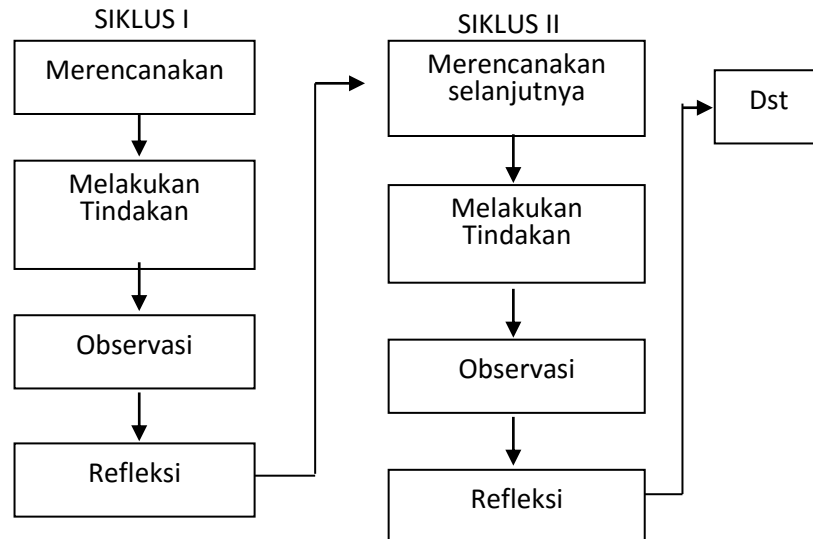 SIKLUS I
Merencanakan
Melakukan
Tindakan
Observasi
Refleksi
SIKLUS II
Merencanakan
selanjutnya
Melakukan
Tindakan
Observasi
Refleksi
Dst